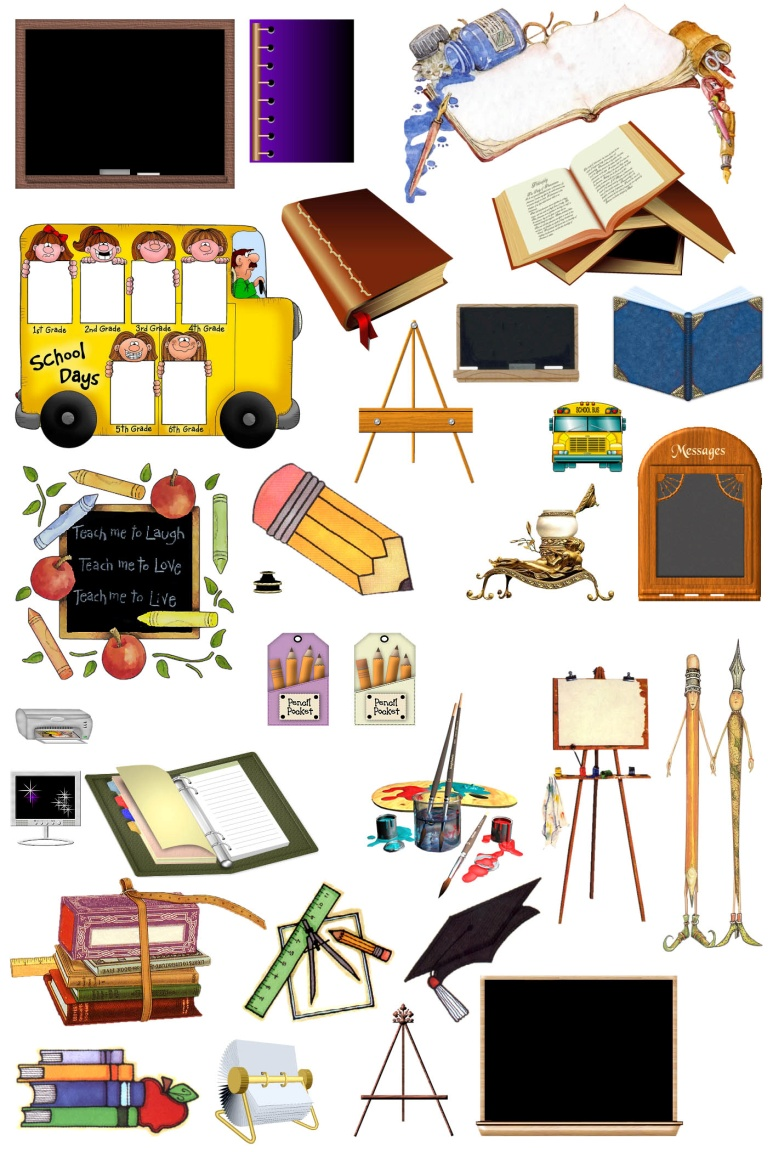 1st Grade
2nd Grade
3rd Grade
4th Grade
School
Days
5th Grade
6th Grade
SCHOOL BUS
Messages
Teach me to Laugh
Teach me to Love
Teach me to Live
Pencil
Pocket
Pencil
Pocket